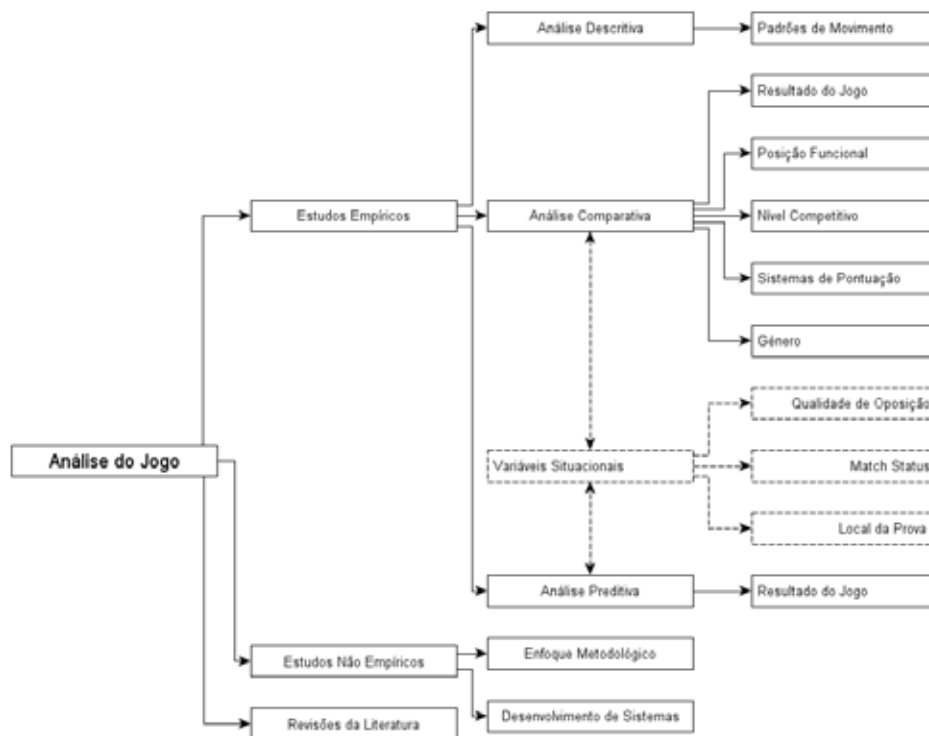 Análise Descritiva
Padrões de Movimento
Resultado do Jogo
Posição Funcional
Estudos Empíricos
Análise Comparativa
Nível Competitivo
Sistemas de Pontuação
Género
Qualidade de Oposição
Análise do Jogo
Variáveis Situacionais
Match Status
Local da Prova
Análise Preditiva
Resultado do Jogo
Estudos Não Empíricos
Enfoque Metodológico
Revisões da Literatura
Desenvolvimento de Sistemas